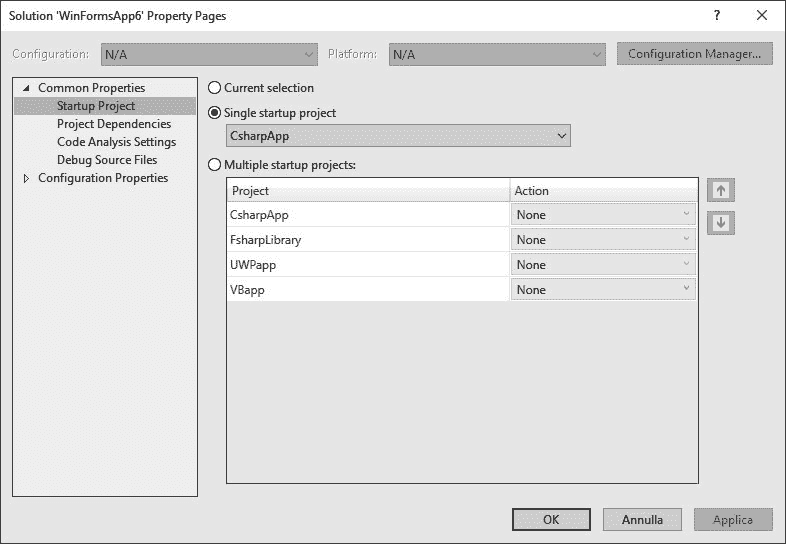 Solution 'WinFormsApp6' Property Pages
?
Configuration: N/A Platform: N/A Configuration Manager...
Common Properties
Startup Project
Project Dependencies
Code Analysis Settings
Debug Source Files
Configuration Properties
Current selection
Single startup project
CsharpApp
Multiple startup projects:
Project Action
CsharpApp None
FsharpLibrary None
UWPapp None
VBapp None
OK Annulla Applica